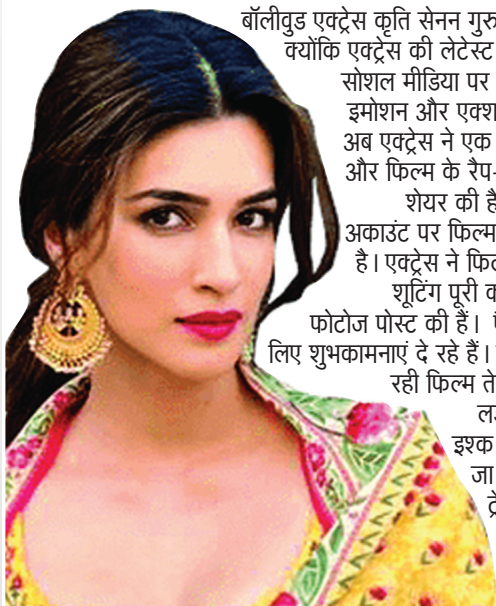 बॉलीवुड एक्ट्रेस कृति सेनन गुरु
क्योंकि एक्ट्रेस की लेटेस्ट
सोशल मीडिया पर
इमोशन और एक्श
अब एक्ट्रेस ने एक
और फिल्म के रैप-
शेयर की है
अकाउंट पर फिल्म
है। एक्ट्रेस ने फिल
शूटिंग पूरी क
फोटोज पोस्ट की हैं।
लिए शुभकामनाएं दे रहे हैं।
रही फिल्म ते
इश्क
जा